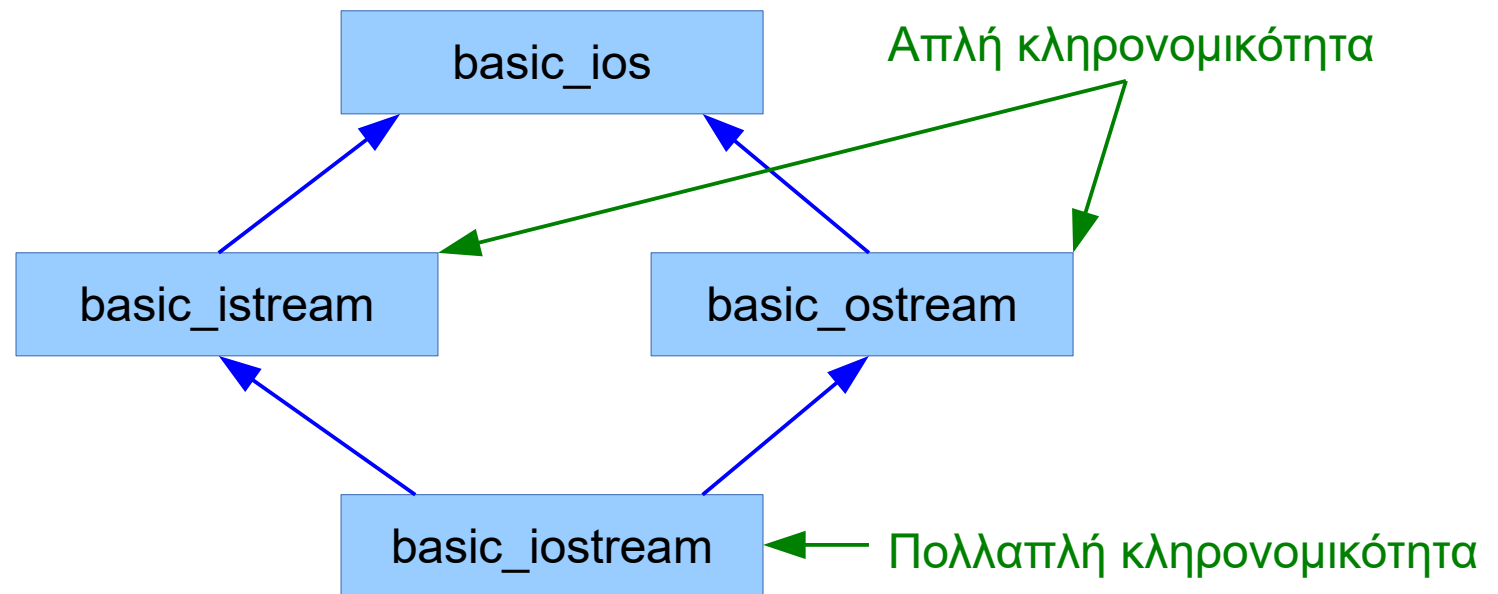 basic_ios
Απλή κληρονομικότητα
basic_istream
basic_ostream
basic_iostream
Πολλαπλή κληρονομικότητα